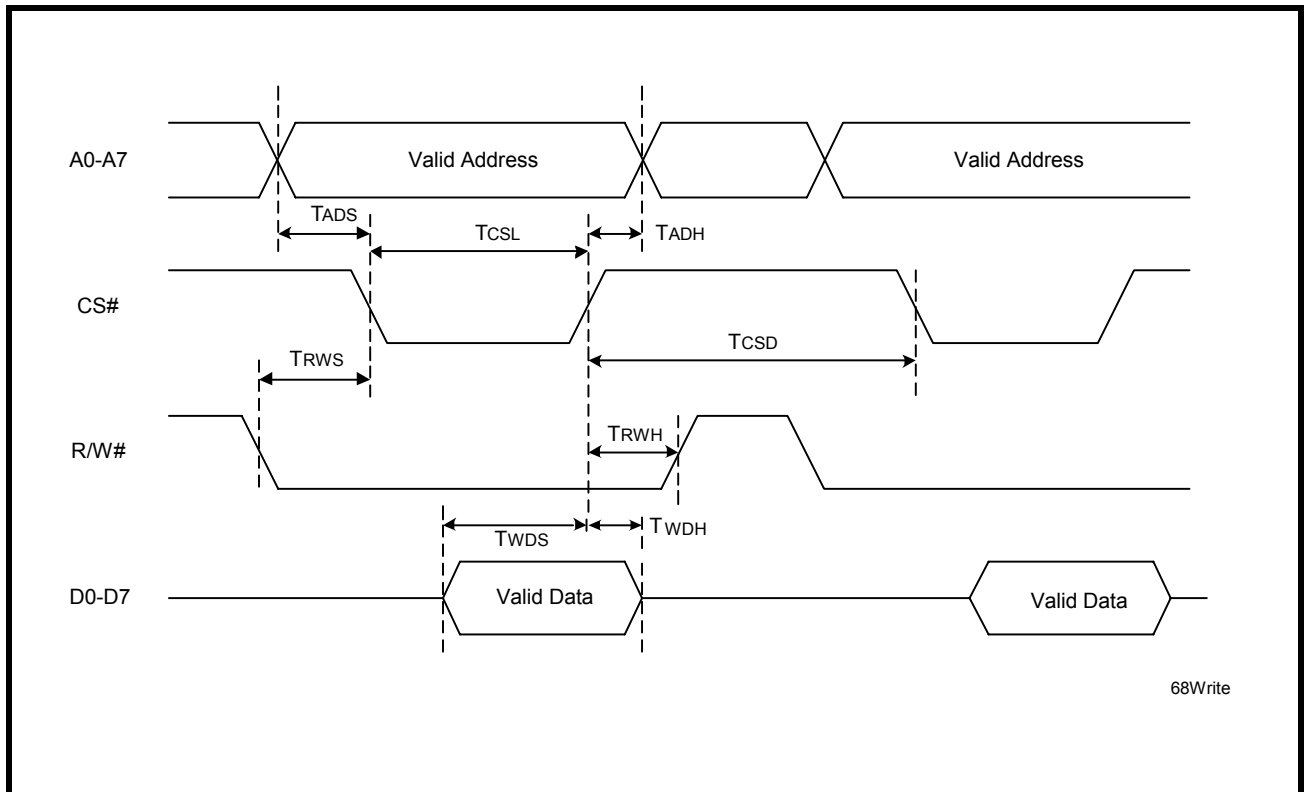 A0-A7
Valid Address
Valid Address
TADS
TCSL
TADH
CS#
TCSD
TRWS
R/W#
TRWH
TWDS
TWDH
D0-D7
Valid Data
Valid Data
68Write